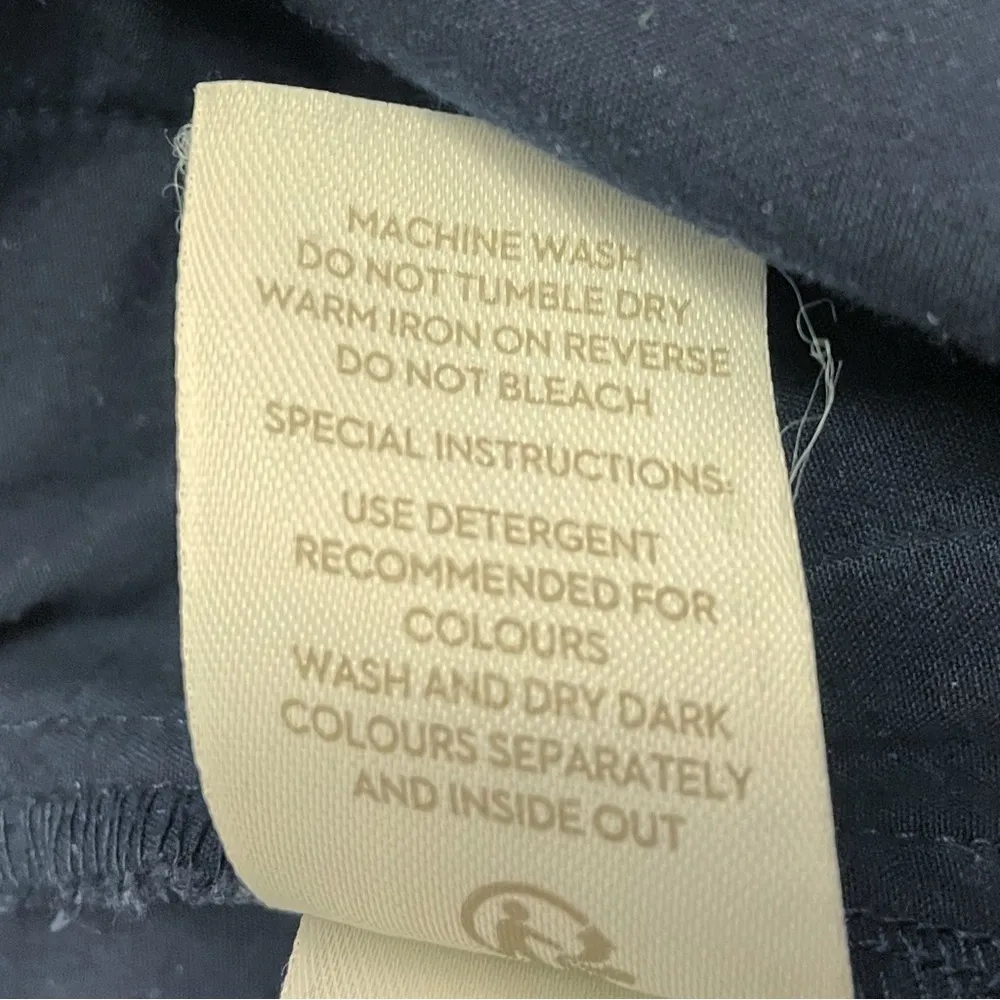 MACHINE WASH
DO NOT TUMBLE DRY
WARM IRON ON REVERSE
DO NOT BLEACH
SPECIAL INSTRUCTIONS:
USE DETERGENT
RECOMMENDED FOR
COLOURS
WASH AND DRY DARK
COLOURS SEPARATELY
AND INSIDE OUT